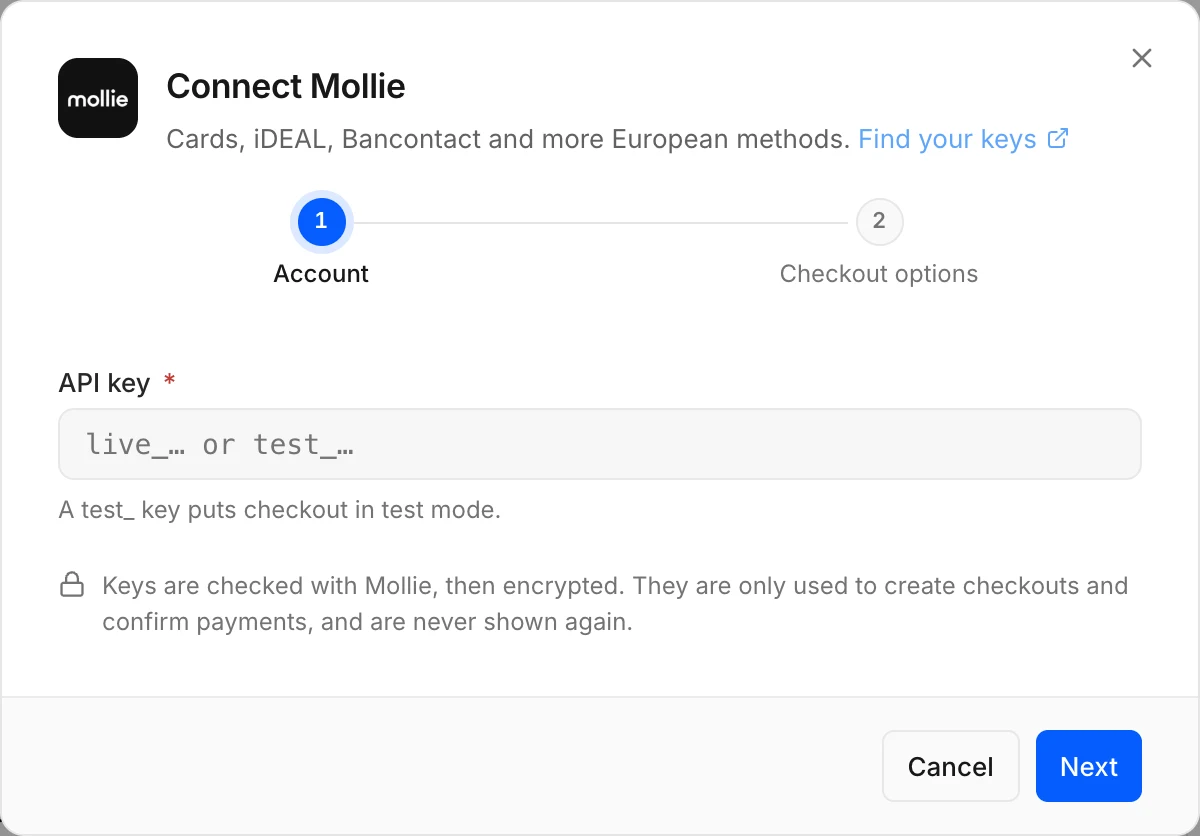 mollie
Connect Mollie
Cards, iDEAL, Bancontact and more European methods. Find your keys
1
2
Account
Checkout options
API key *
live_… or test_…
A test_ key puts checkout in test mode.
Keys are checked with Mollie, then encrypted. They are only used to create checkouts and
confirm payments, and are never shown again.
Cancel
Next